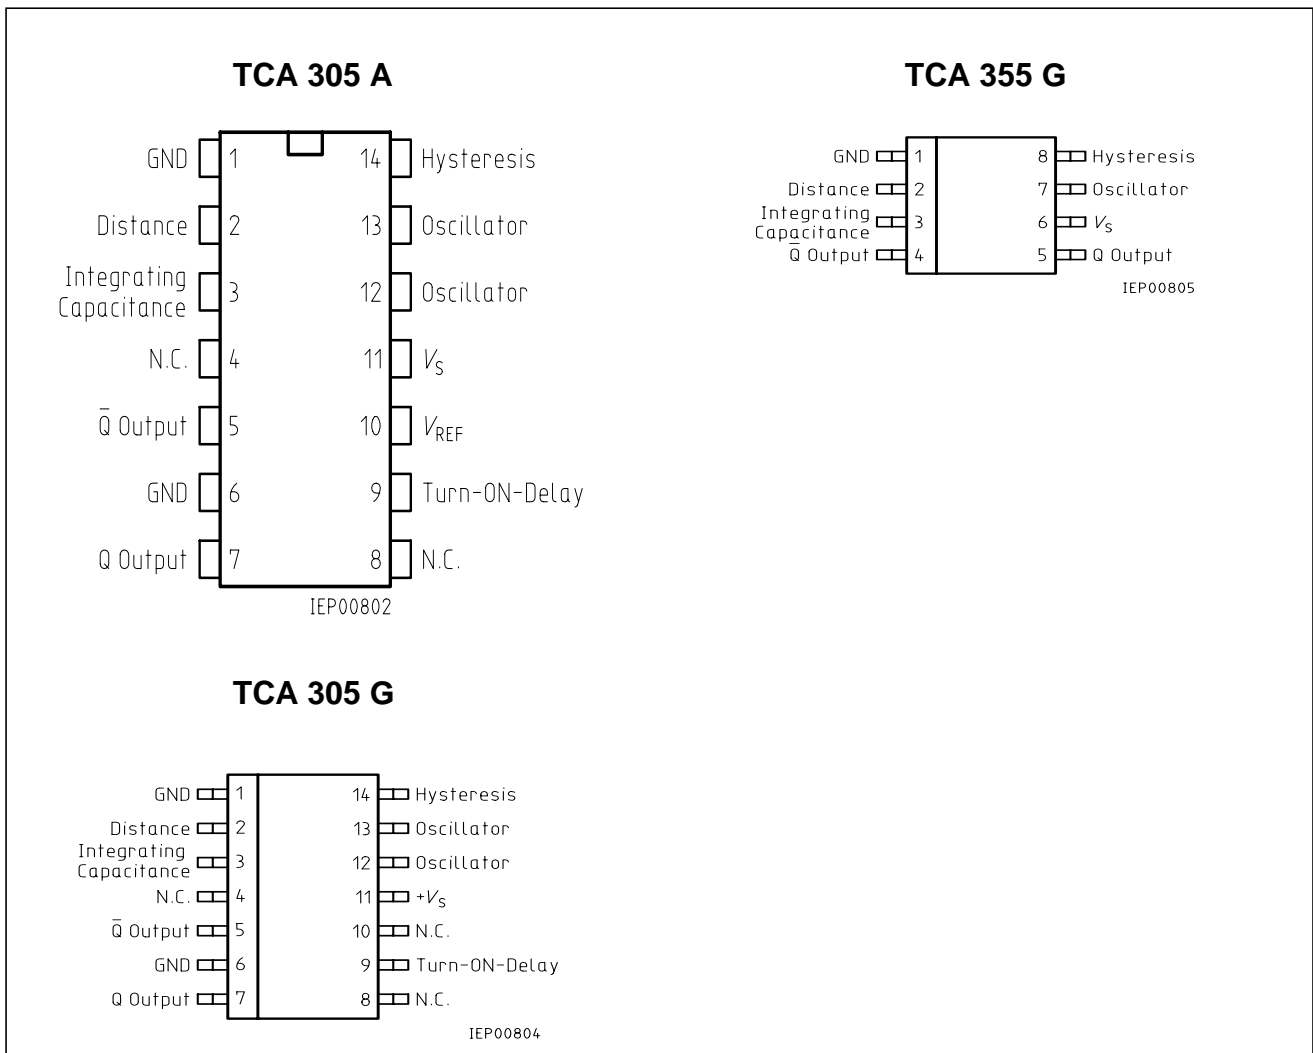 TCA 305 A
GND 1 14 Hysteresis
Distance 2 13 Oscillator
Integrating
Capacitance 3 12 Oscillator
N.C. 4 11 VS
Q̅ Output 5 10 VREF
GND 6 9 Turn-ON-Delay
Q Output 7 8 N.C.
IEP00802
TCA 355 G
GND 1 8 Hysteresis
Distance 2 7 Oscillator
Integrating
Capacitance 3 6 VS
Q̅ Output 4 5 Q Output
IEP00805
TCA 305 G
GND 1 14 Hysteresis
Distance 2 13 Oscillator
Integrating
Capacitance 3 12 Oscillator
N.C. 4 11 +VS
Q̅ Output 5 10 N.C.
GND 6 9 Turn-ON-Delay
Q Output 7 8 N.C.
IEP00804